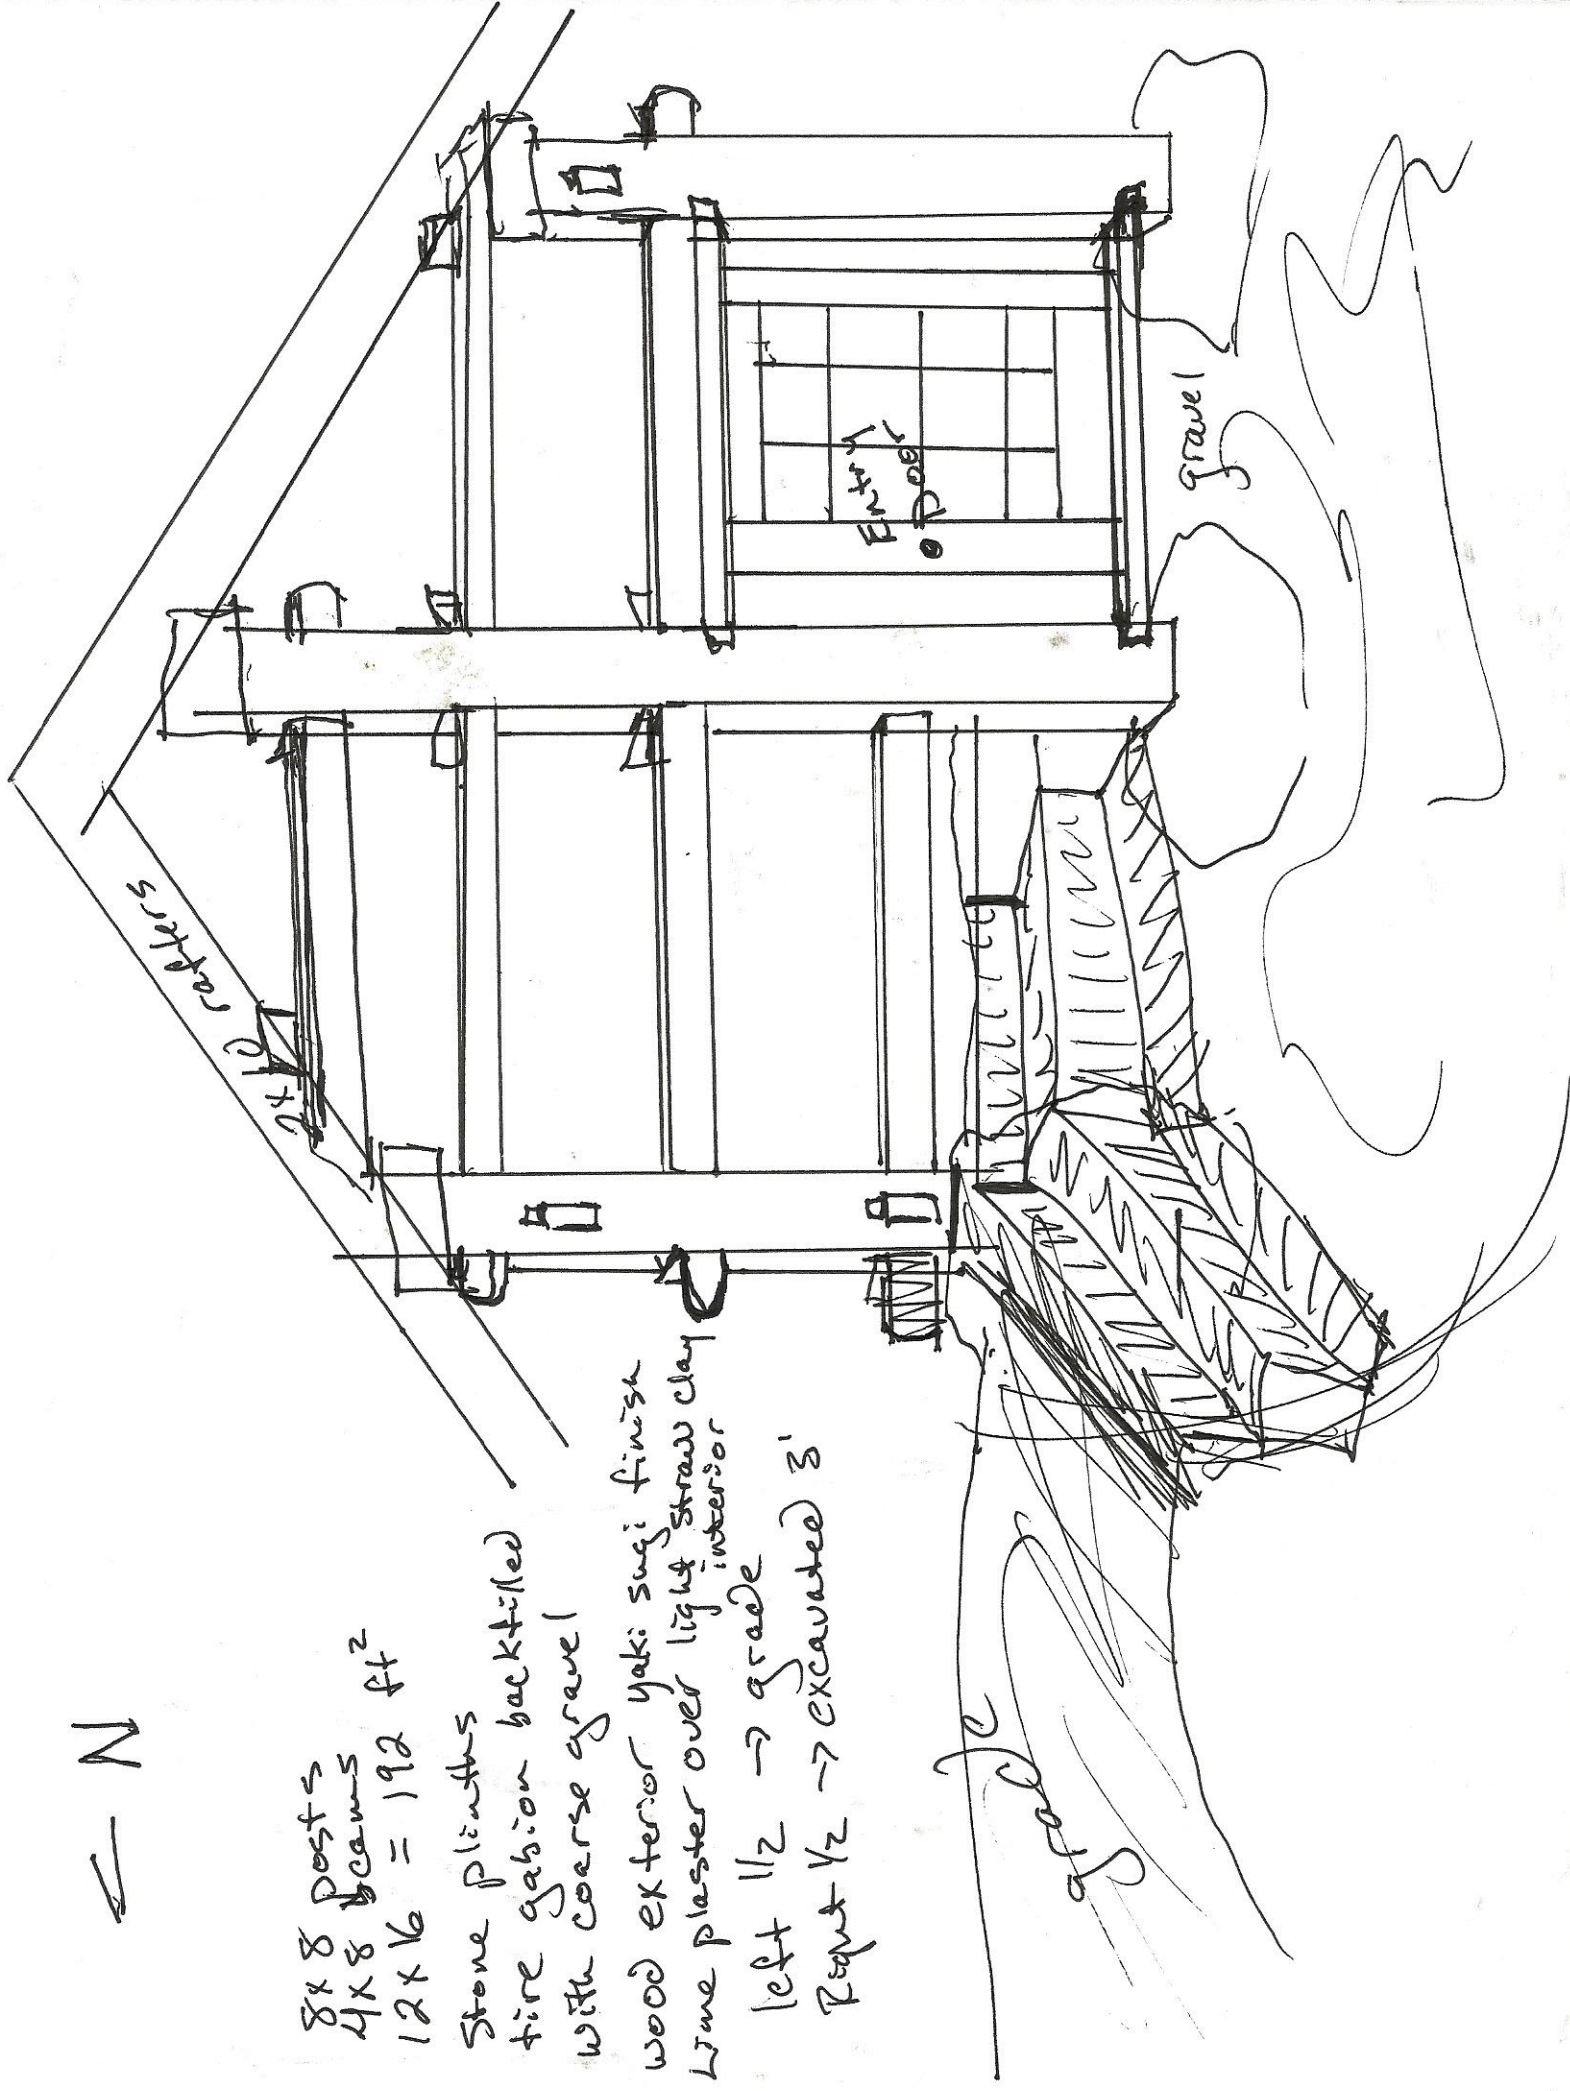 N
8x8 posts
4x8 beams
12x16 = 192 ft²
Stone plinths
tire gabion backfilled
with coarse gravel
wood exterior yaki sugi finish
Lime plaster over light straw clay
interior
left 1/2 → grade
Right 1/2 → excavated 3'
2x10 rafters
Entry
Door
gravel
grade